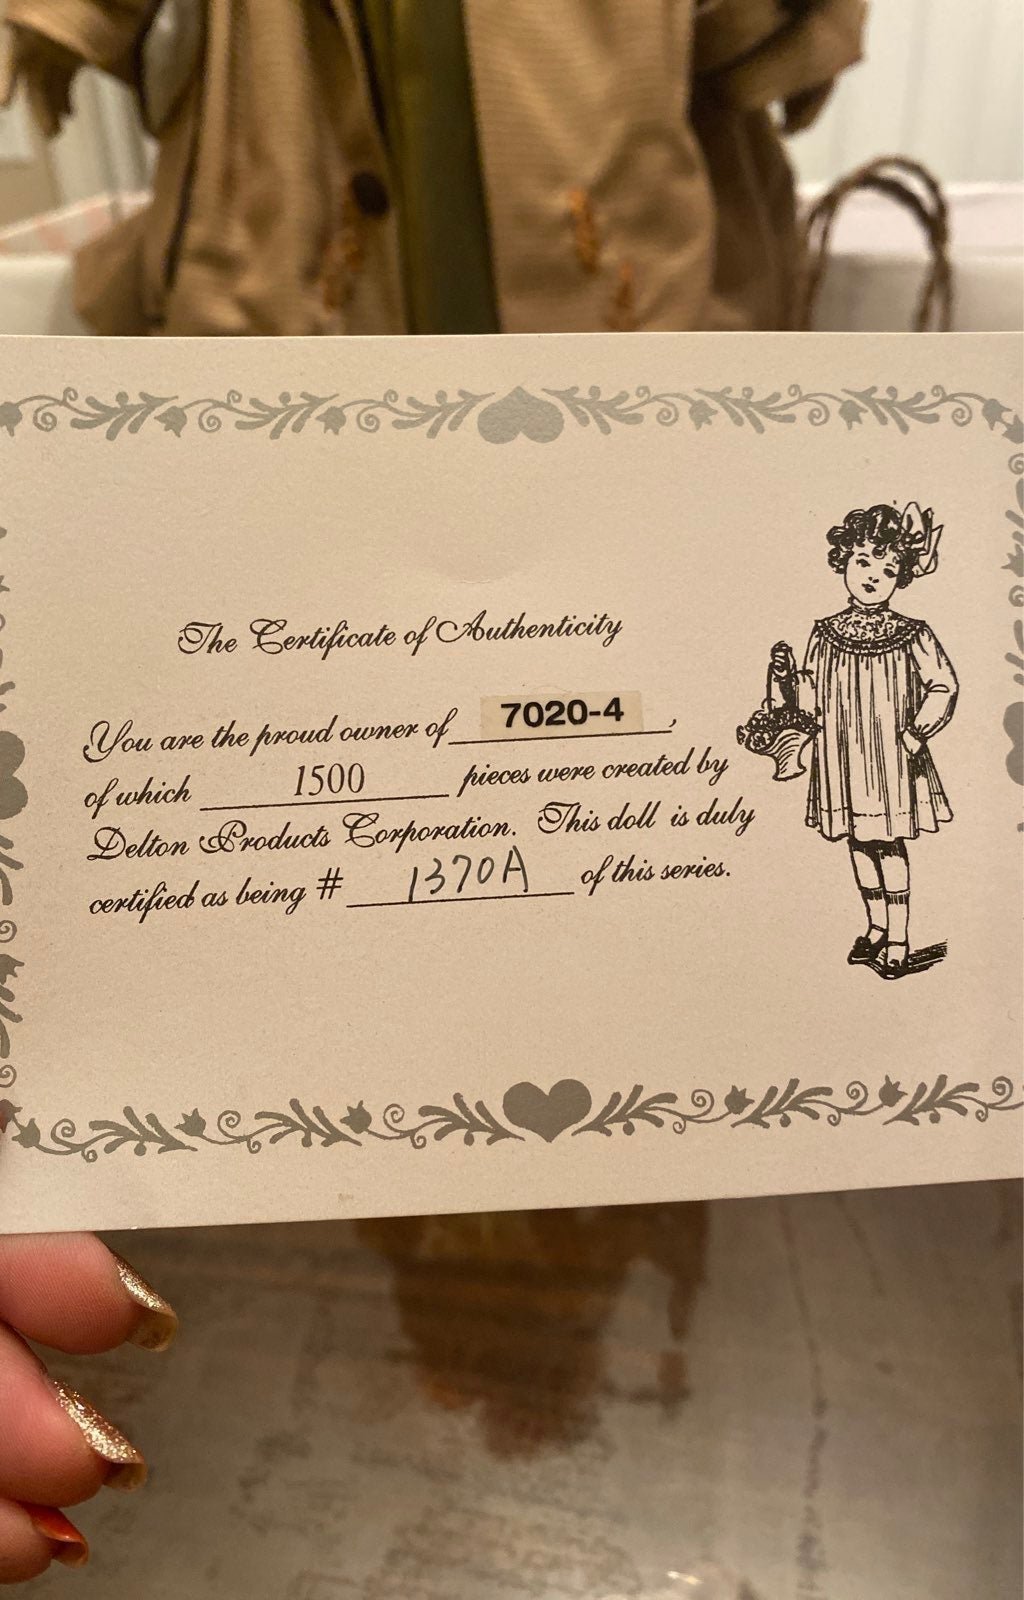 The Certificate of Authenticity
You are the proud owner of 7020-4,
of which 1500 pieces were created by
Delton Products Corporation. This doll is duly
certified as being # 1370A of this series.